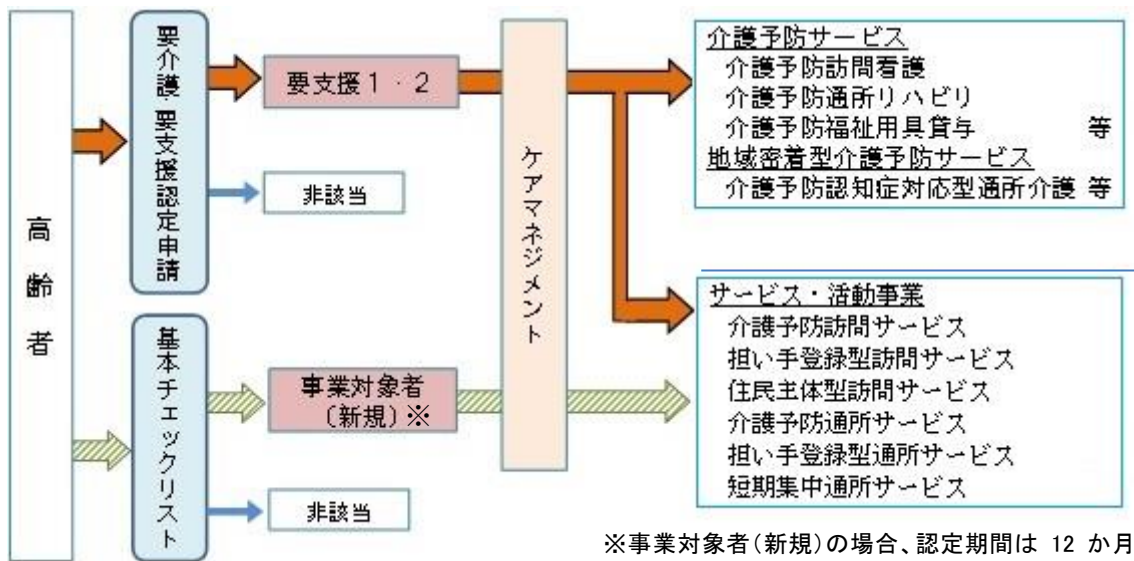 高齢者
要介護・要支援認定申請
要支援1・2
非該当
基本チェックリスト
事業対象者
(新規)※
非該当
ケアマネジメント
介護予防サービス
介護予防訪問看護
介護予防通所リハビリ
介護予防福祉用具貸与 等
地域密着型介護予防サービス
介護予防認知症対応型通所介護 等
サービス・活動事業
介護予防訪問サービス
担い手登録型訪問サービス
住民主体型訪問サービス
介護予防通所サービス
担い手登録型通所サービス
短期集中通所サービス
※事業対象者(新規)の場合、認定期間は 12 か月